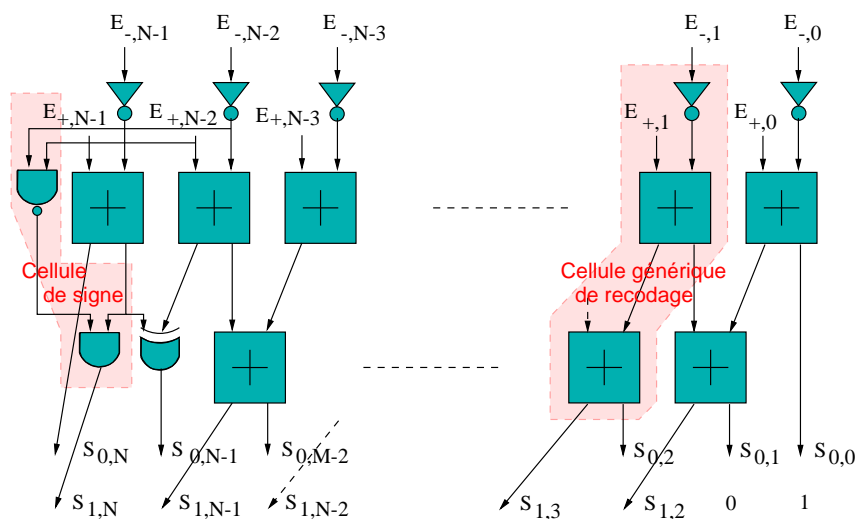 E-,N-1 E-,N-2 E-,N-3 E-,1 E-,0
E+,N-1 E+,N-2 E+,N-3 E+,1 E+,0
Cellule
de signe
Cellule générique
de recodage
S0,N S0,N-1 S0,M-2 S0,2 S0,1 S0,0
S1,N S1,N-1 S1,N-2 S1,3 S1,2 0 1